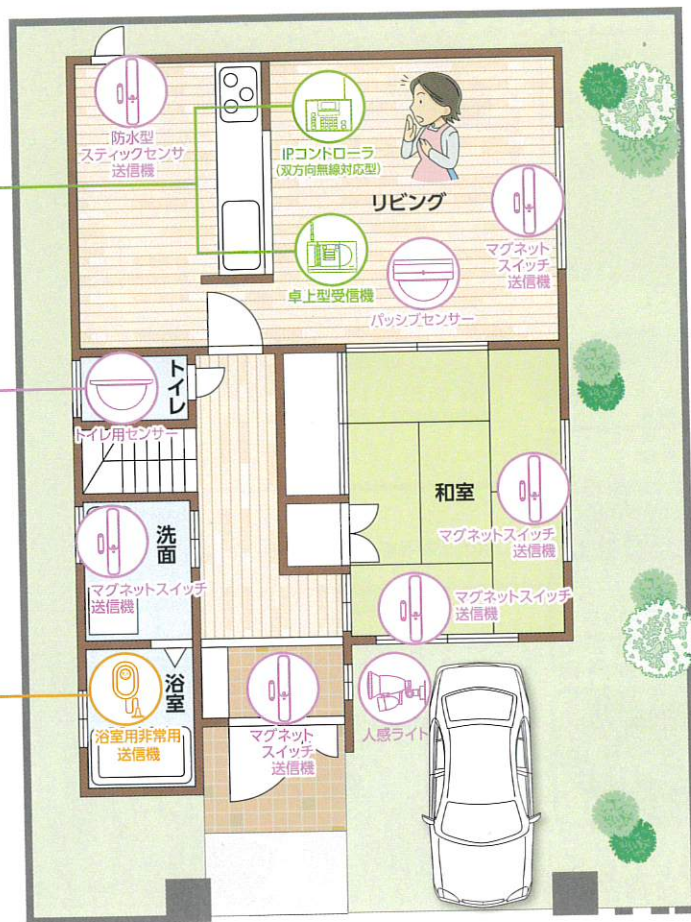 防水型
スティックセンサ
送信機
IPコントローラ
(双方向無線対応型)
リビング
マグネット
スイッチ
送信機
卓上型受信機
パッシブセンサー
トイレ
トイレ用センサー
和室
マグネットスイッチ
送信機
洗面
マグネットスイッチ
送信機
マグネットスイッチ
送信機
浴室
浴室用非常用
送信機
マグネット
スイッチ
送信機
人感ライト